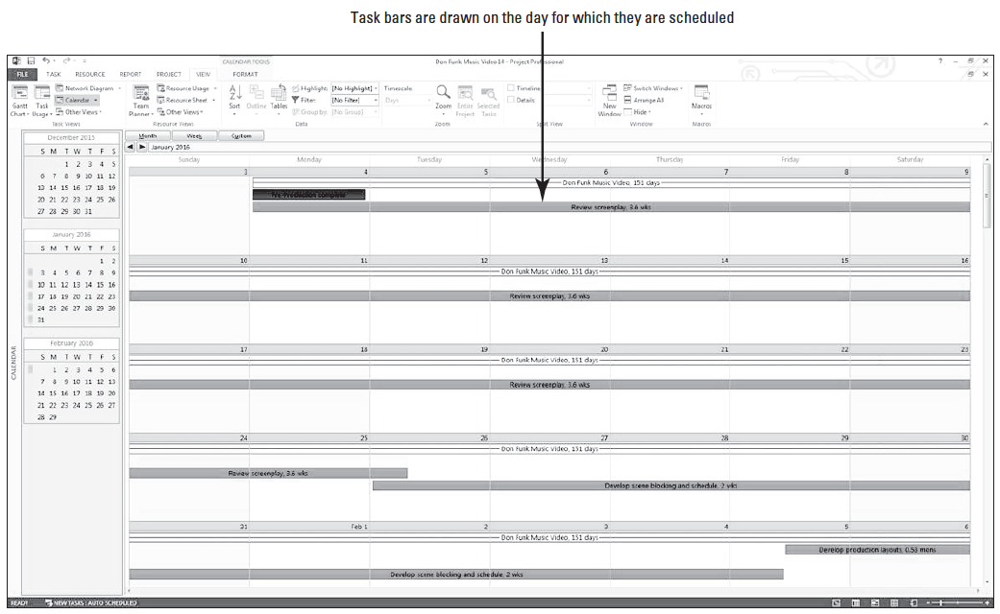 Task bars are drawn on the day for which they are scheduled
CALENDAR TOOLS
Don Funk Music Video 14 - Project Professional
FILE TASK RESOURCE REPORT PROJECT VIEW FORMAT
Gantt Chart
Task Usage
Network Diagram
Calendar
Other Views
Task Views
Team Planner
Resource Usage
Resource Sheet
Other Views
Resource Views
Sort
Outline
Tables
Highlight: [No Highlight]
Filter: [No Filter]
Group by: [No Group]
Data
Timescale:
Days
Zoom
Entire Project
Selected Tasks
Zoom
Timeline
Details
Split View
New Window
Switch Windows
Arrange All
Hide
Window
Macros
Macros
December 2015
S M T W T F S
1 2 3 4 5
6 7 8 9 10 11 12
13 14 15 16 17 18 19
20 21 22 23 24 25 26
27 28 29 30 31
January 2016
S M T W T F S
1 2
3 4 5 6 7 8 9
10 11 12 13 14 15 16
17 18 19 20 21 22 23
24 25 26 27 28 29 30
31
February 2016
S M T W T F S
1 2 3 4 5 6
7 8 9 10 11 12 13
14 15 16 17 18 19 20
21 22 23 24 25 26 27
28 29
CALENDAR
Month Week Custom
January 2016
Sunday Monday Tuesday Wednesday Thursday Friday Saturday
3 4 5 6 7 8 9
Don Funk Music Video, 151 days
Pre-Production complete
Review screenplay, 3.6 wks
10 11 12 13 14 15 16
Don Funk Music Video, 151 days
Review screenplay, 3.6 wks
17 18 19 20 21 22 23
Don Funk Music Video, 151 days
Review screenplay, 3.6 wks
24 25 26 27 28 29 30
Don Funk Music Video, 151 days
Review screenplay, 3.6 wks
Develop scene blocking and schedule, 2 wks
31 Feb 1 2 3 4 5 6
Don Funk Music Video, 151 days
Develop production layouts, 0.53 mons
Develop scene blocking and schedule, 2 wks
READY NEW TASKS : AUTO SCHEDULED